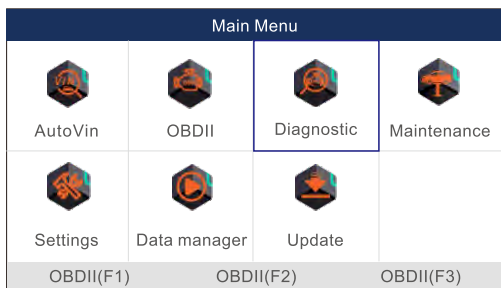 Main Menu
AutoVin OBDII Diagnostic Maintenance
Settings Data manager Update
OBDII(F1) OBDII(F2) OBDII(F3)